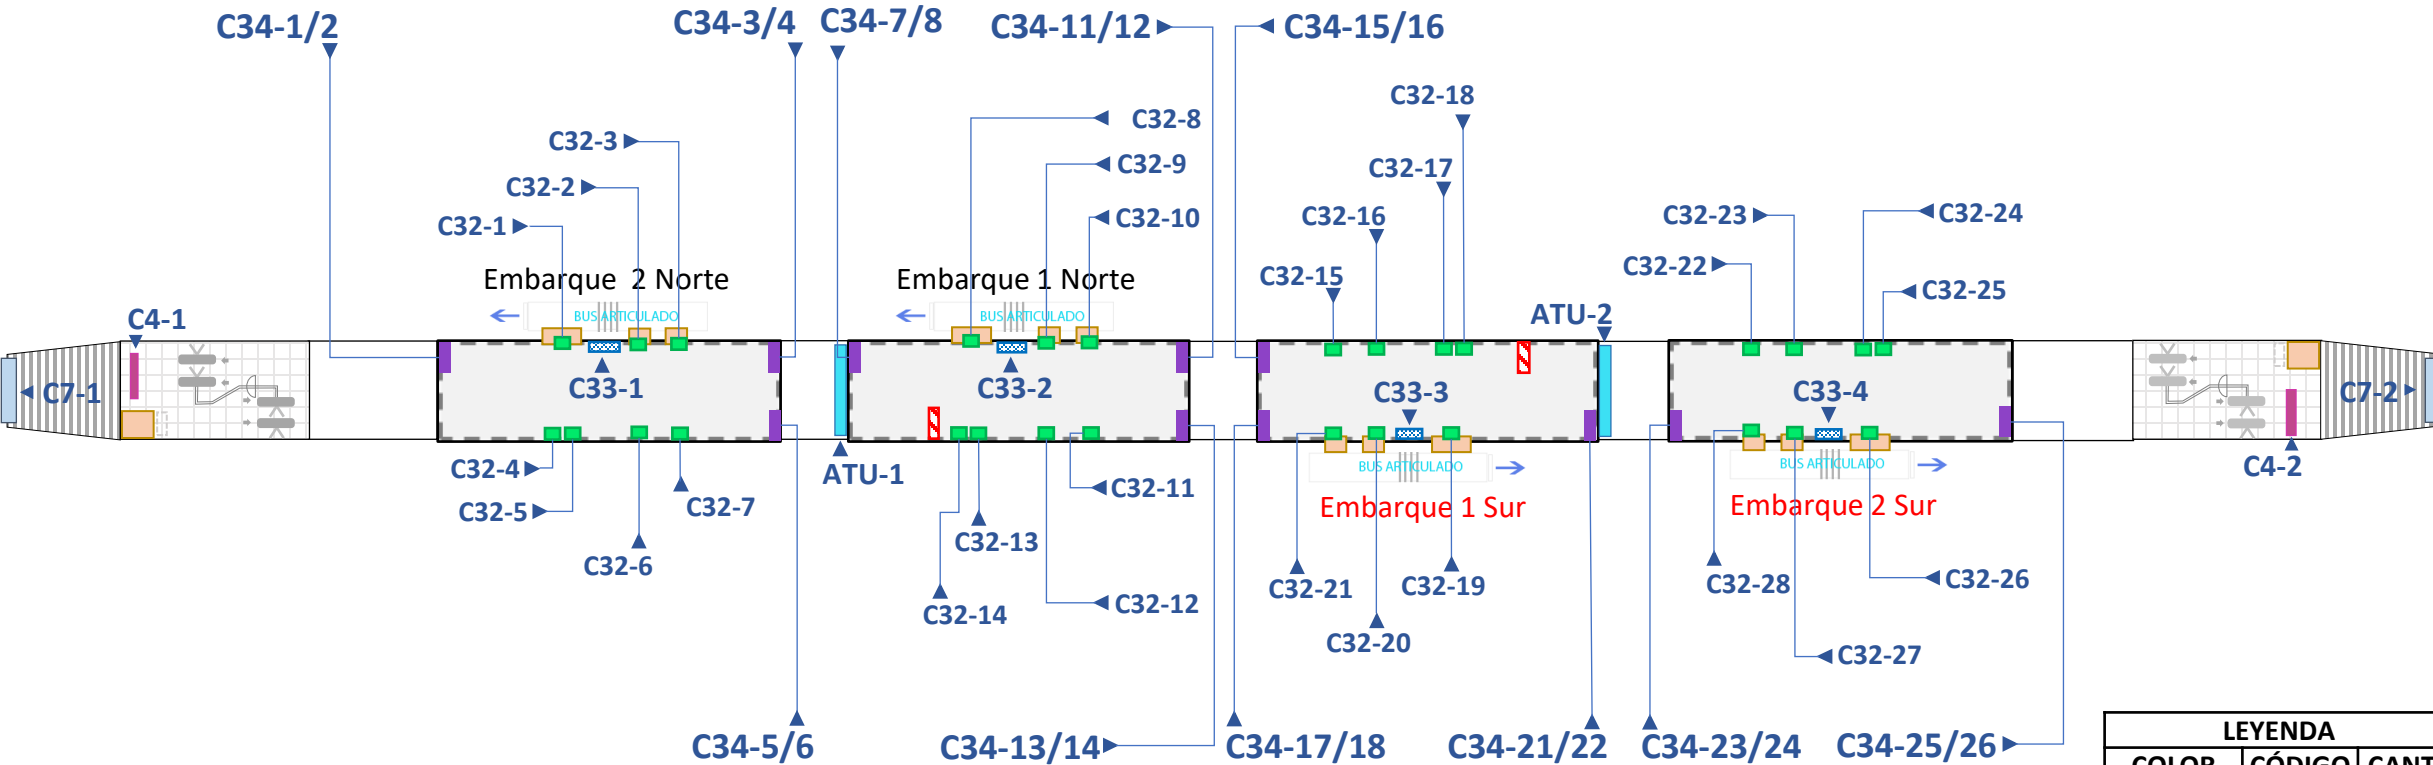 C34-1/2
C34-3/4
C34-7/8
C34-11/12
C34-15/16
C32-18
C32-8
C32-3
C32-9
C32-17
C32-2
C32-10
C32-16
C32-23
C32-24
C32-1
Embarque 2 Norte
Embarque 1 Norte
C32-15
C32-22
C32-25
BUS ARTICULADO
BUS ARTICULADO
ATU-2
C4-1
C7-1
C33-1
C33-2
C33-3
C33-4
C7-2
C32-4
ATU-1
BUS ARTICULADO
BUS ARTICULADO
C4-2
C32-5
C32-7
C32-11
Embarque 1 Sur
Embarque 2 Sur
C32-13
C32-6
C32-21
C32-19
C32-28
C32-26
C32-14
C32-12
C32-20
C32-27
C34-5/6
C34-13/14
C34-17/18
C34-21/22
C34-23/24
C34-25/26
LEYENDA
COLOR CÓDIGO CANT